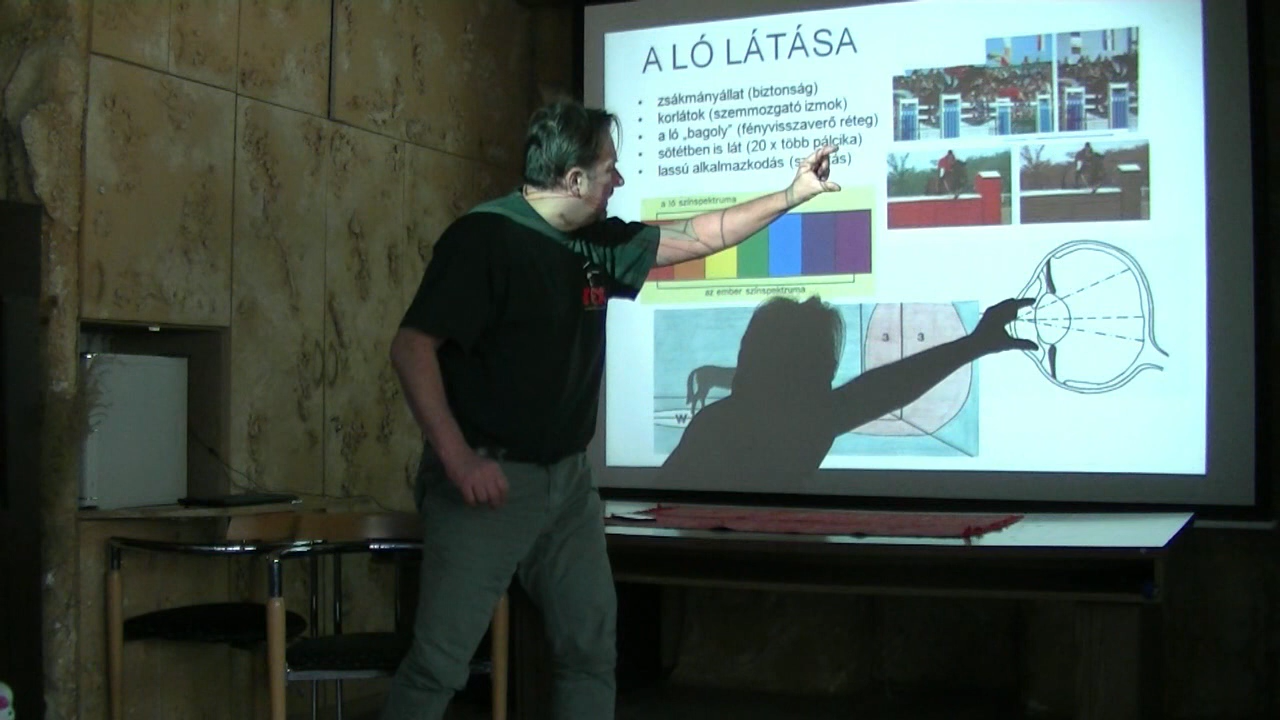 A LÓ LÁTÁSA
• zsákmányállat (biztonság)
• korlátok (szemmozgató izmok)
• a ló „bagoly” (fényvisszaverő réteg)
• sötétben is lát (20 x több pálcika)
• lassú alkalmazkodás
a ló színspektruma
az ember színspektruma
3 3
W